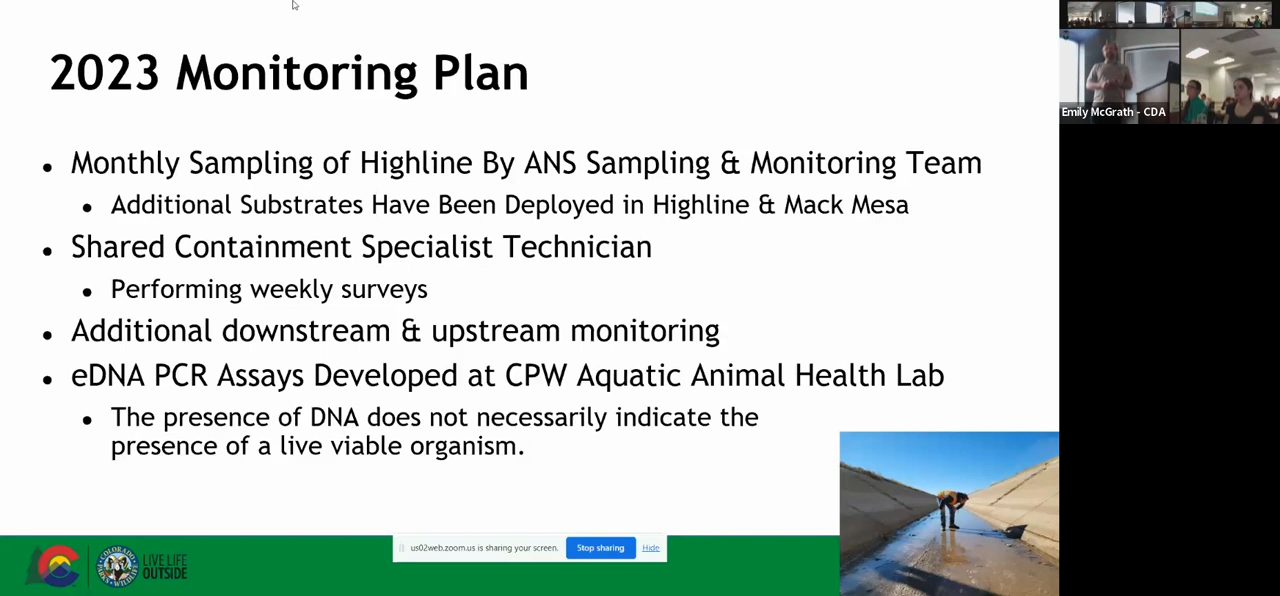 2023 Monitoring Plan
Monthly Sampling of Highline By ANS Sampling & Monitoring Team
Additional Substrates Have Been Deployed in Highline & Mack Mesa
Shared Containment Specialist Technician
Performing weekly surveys
Additional downstream & upstream monitoring
eDNA PCR Assays Developed at CPW Aquatic Animal Health Lab
The presence of DNA does not necessarily indicate the
presence of a live viable organism.
Emily McGrath - CDA
us02web.zoom.us is sharing your screen.
Stop sharing
Hide
COLORADO
LIVE LIFE
OUTSIDE